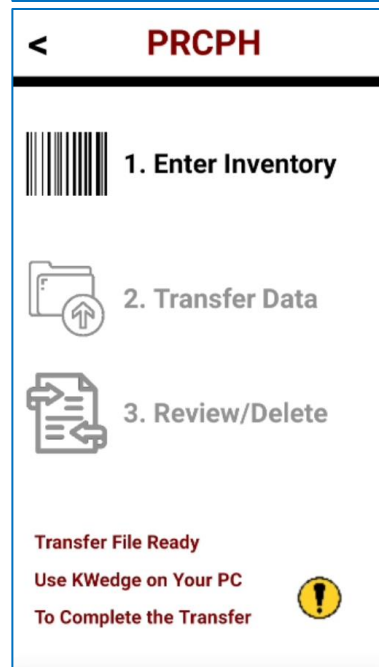 < PRCPH
1. Enter Inventory
2. Transfer Data
3. Review/Delete
Transfer File Ready
Use KWedge on Your PC
To Complete the Transfer
!